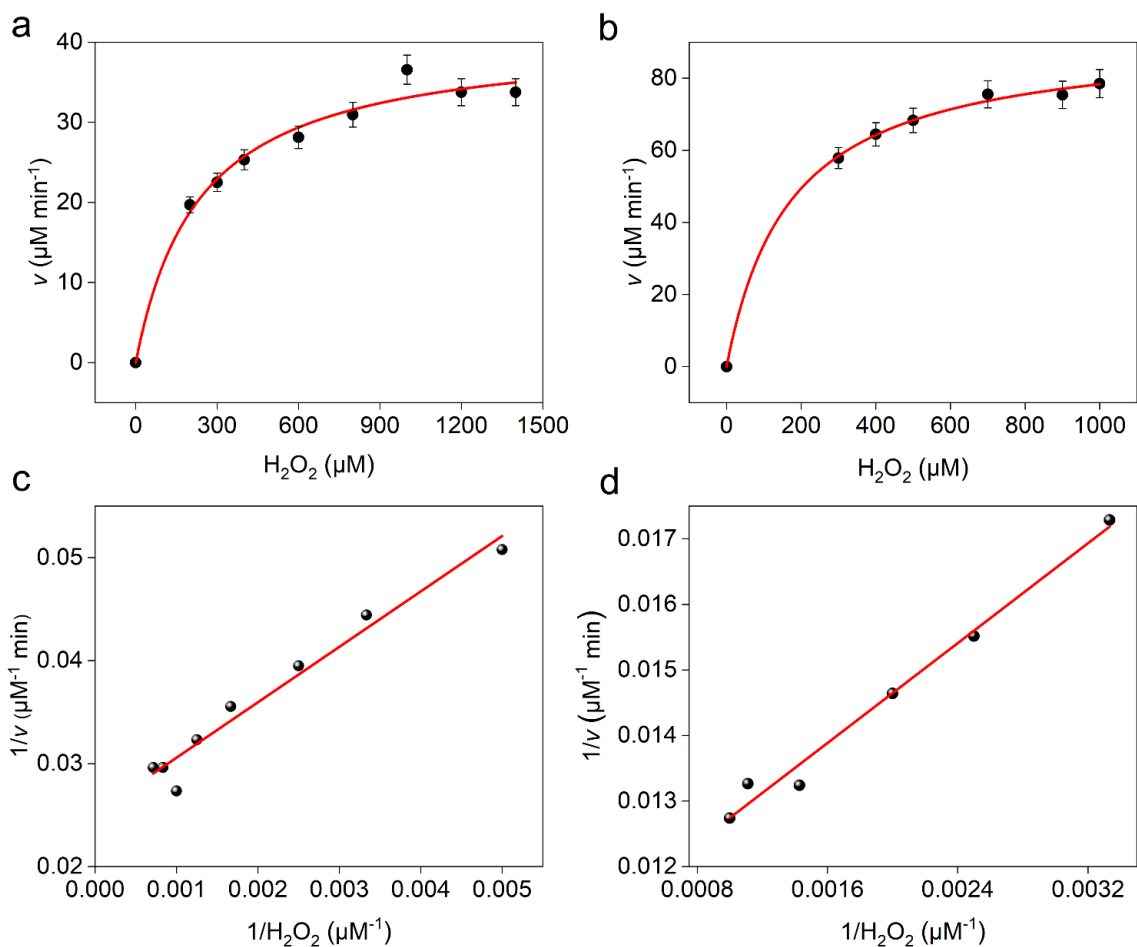 a
40
30
20
10
0
v (µM min⁻¹)
0 300 600 900 1200 1500
H₂O₂ (µM)
b
80
60
40
20
0
v (µM min⁻¹)
0 200 400 600 800 1000
H₂O₂ (µM)
c
0.05
0.04
0.03
0.02
1/v (µM⁻¹ min)
0.000 0.001 0.002 0.003 0.004 0.005
1/H₂O₂ (µM⁻¹)
d
0.017
0.016
0.015
0.014
0.013
0.012
1/v (µM⁻¹ min)
0.0008 0.0016 0.0024 0.0032
1/H₂O₂ (µM⁻¹)